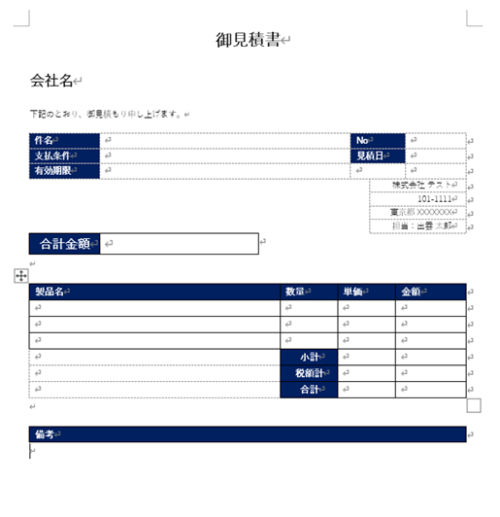 御見積書
会社名
下記のとおり、御見積もり申し上げます。
件名 No
支払条件 見積日
有効期限
株式会社 テスト
101-1111
東京都 XXXXXXX
担当：出雲 太郎
合計金額
製品名 数量 単価 金額
小計
税額計
合計
備考